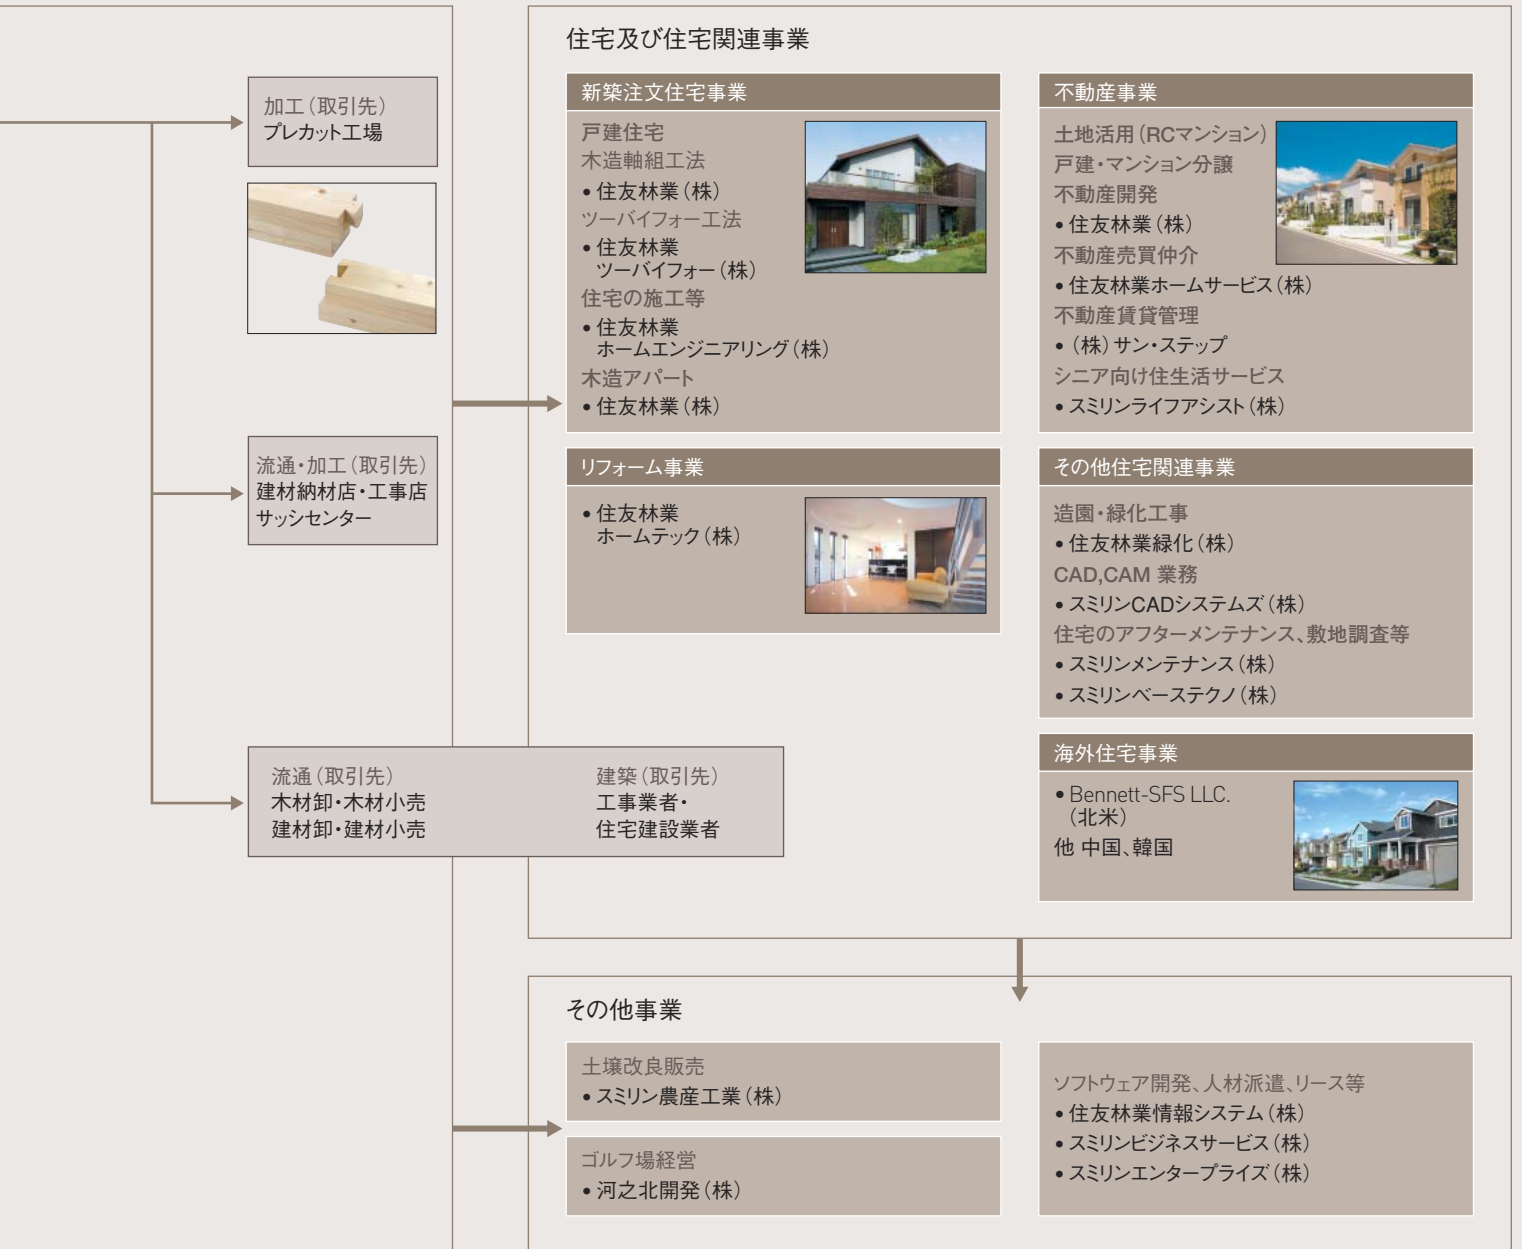 加工（取引先）
プレカット工場
流通・加工（取引先）
建材納材店・工事店
サッシセンター
流通（取引先）
木材卸・木材小売
建材卸・建材小売
建築（取引先）
工事業者・
住宅建設業者
住宅及び住宅関連事業
新築注文住宅事業
戸建住宅
木造軸組工法
• 住友林業（株）
ツーバイフォー工法
• 住友林業
ツーバイフォー（株）
住宅の施工等
• 住友林業
ホームエンジニアリング（株）
木造アパート
• 住友林業（株）
リフォーム事業
• 住友林業
ホームテック（株）
不動産事業
土地活用（RCマンション）
戸建・マンション分譲
不動産開発
• 住友林業（株）
不動産売買仲介
• 住友林業ホームサービス（株）
不動産賃貸管理
•（株）サン・ステップ
シニア向け住生活サービス
• スミリンライフアシスト（株）
その他住宅関連事業
造園・緑化工事
• 住友林業緑化（株）
CAD,CAM 業務
• スミリンCADシステムズ（株）
住宅のアフターメンテナンス、敷地調査等
• スミリンメンテナンス（株）
• スミリンベーステクノ（株）
海外住宅事業
• Bennett-SFS LLC.
（北米）
他 中国、韓国
その他事業
土壌改良販売
• スミリン農産工業（株）
ゴルフ場経営
• 河之北開発（株）
ソフトウェア開発、人材派遣、リース等
• 住友林業情報システム（株）
• スミリンビジネスサービス（株）
• スミリンエンタープライズ（株）